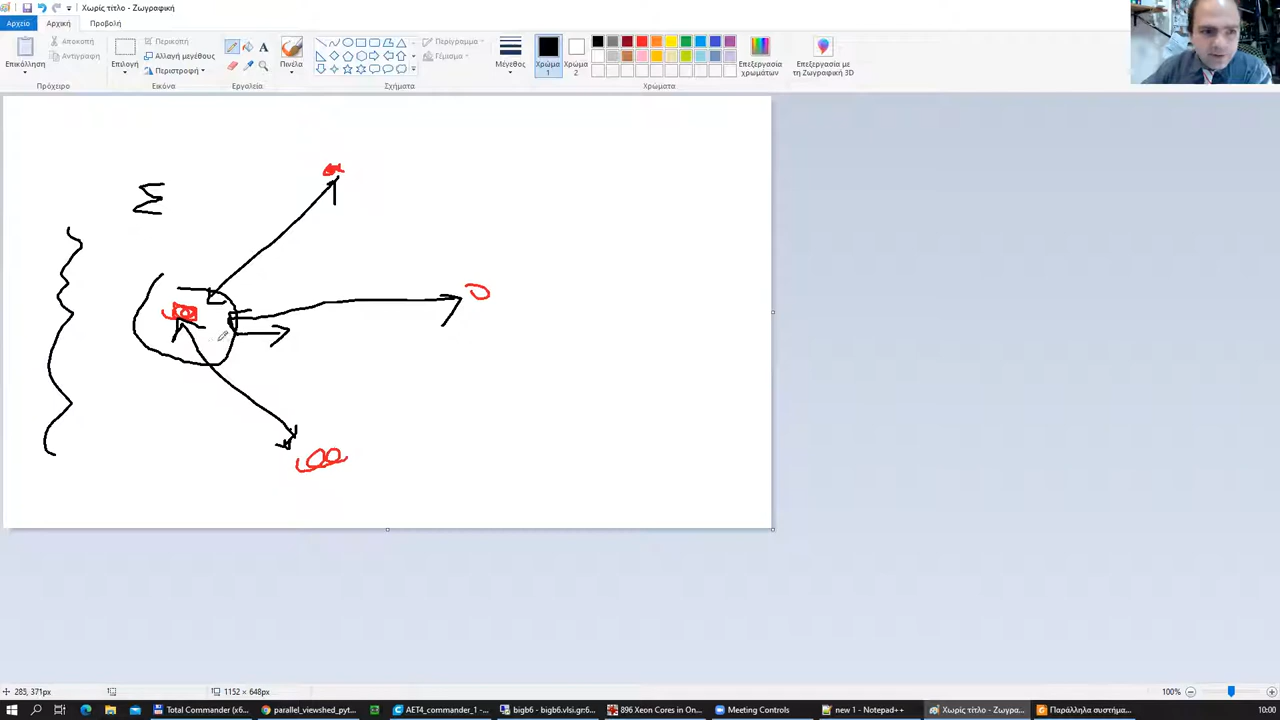 Χωρίς τίτλο - Ζωγραφική
Αρχείο Αρχική Προβολή
Επικόλληση
Αποκοπή
Αντιγραφή
Πρόχειρο
Επιλογή
Περικοπή
Αλλαγή μεγέθους
Περιστροφή
Εικόνα
A
Εργαλεία
Πινέλα
Περίγραμμα
Γέμισμα
Σχήματα
Μέγεθος
Χρώμα 1
Χρώμα 2
Επεξεργασία χρωμάτων
Επεξεργασία με τη Ζωγραφική 3D
Χρώματα
Σ
285, 371px
1152 × 648px
100%
Total Commander (x6...
parallel_viewshed_pyt...
AET4_commander_1 -...
bigb6 - bigb6.vlsi.gr:6...
896 Xeon Cores in On...
Meeting Controls
new 1 - Notepad++
Χωρίς τίτλο - Ζωγρα...
Παράλληλα συστήμα...
10:00